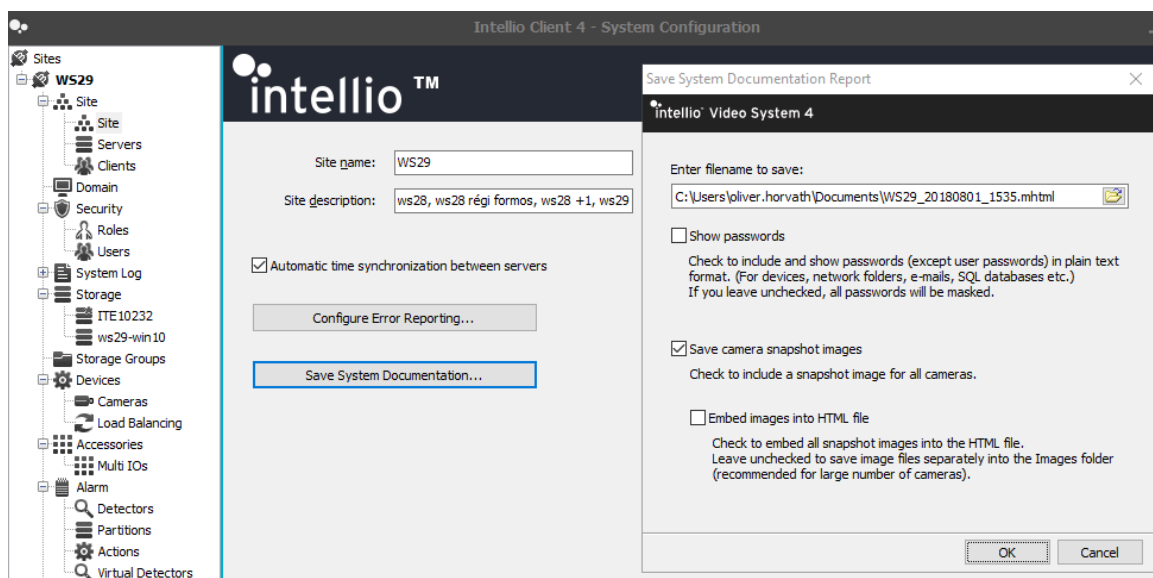 Intellio Client 4 - System Configuration
Sites
WS29
Site
Site
Servers
Clients
Domain
Security
Roles
Users
System Log
Storage
ITE10232
ws29-win10
Storage Groups
Devices
Cameras
Load Balancing
Accessories
Multi IOs
Alarm
Detectors
Partitions
Actions
Virtual Detectors
intellio ™
Site name:
WS29
Site description:
ws28, ws28 régi formos, ws28 +1, ws29
Automatic time synchronization between servers
Configure Error Reporting...
Save System Documentation...
Save System Documentation Report
intellio Video System 4
Enter filename to save:
C:\Users\oliver.horvath\Documents\WS29_20180801_1535.mhtml
Show passwords
Check to include and show passwords (except user passwords) in plain text
format. (For devices, network folders, e-mails, SQL databases etc.)
If you leave unchecked, all passwords will be masked.
Save camera snapshot images
Check to include a snapshot image for all cameras.
Embed images into HTML file
Check to embed all snapshot images into the HTML file.
Leave unchecked to save image files separately into the Images folder
(recommended for large number of cameras).
OK
Cancel